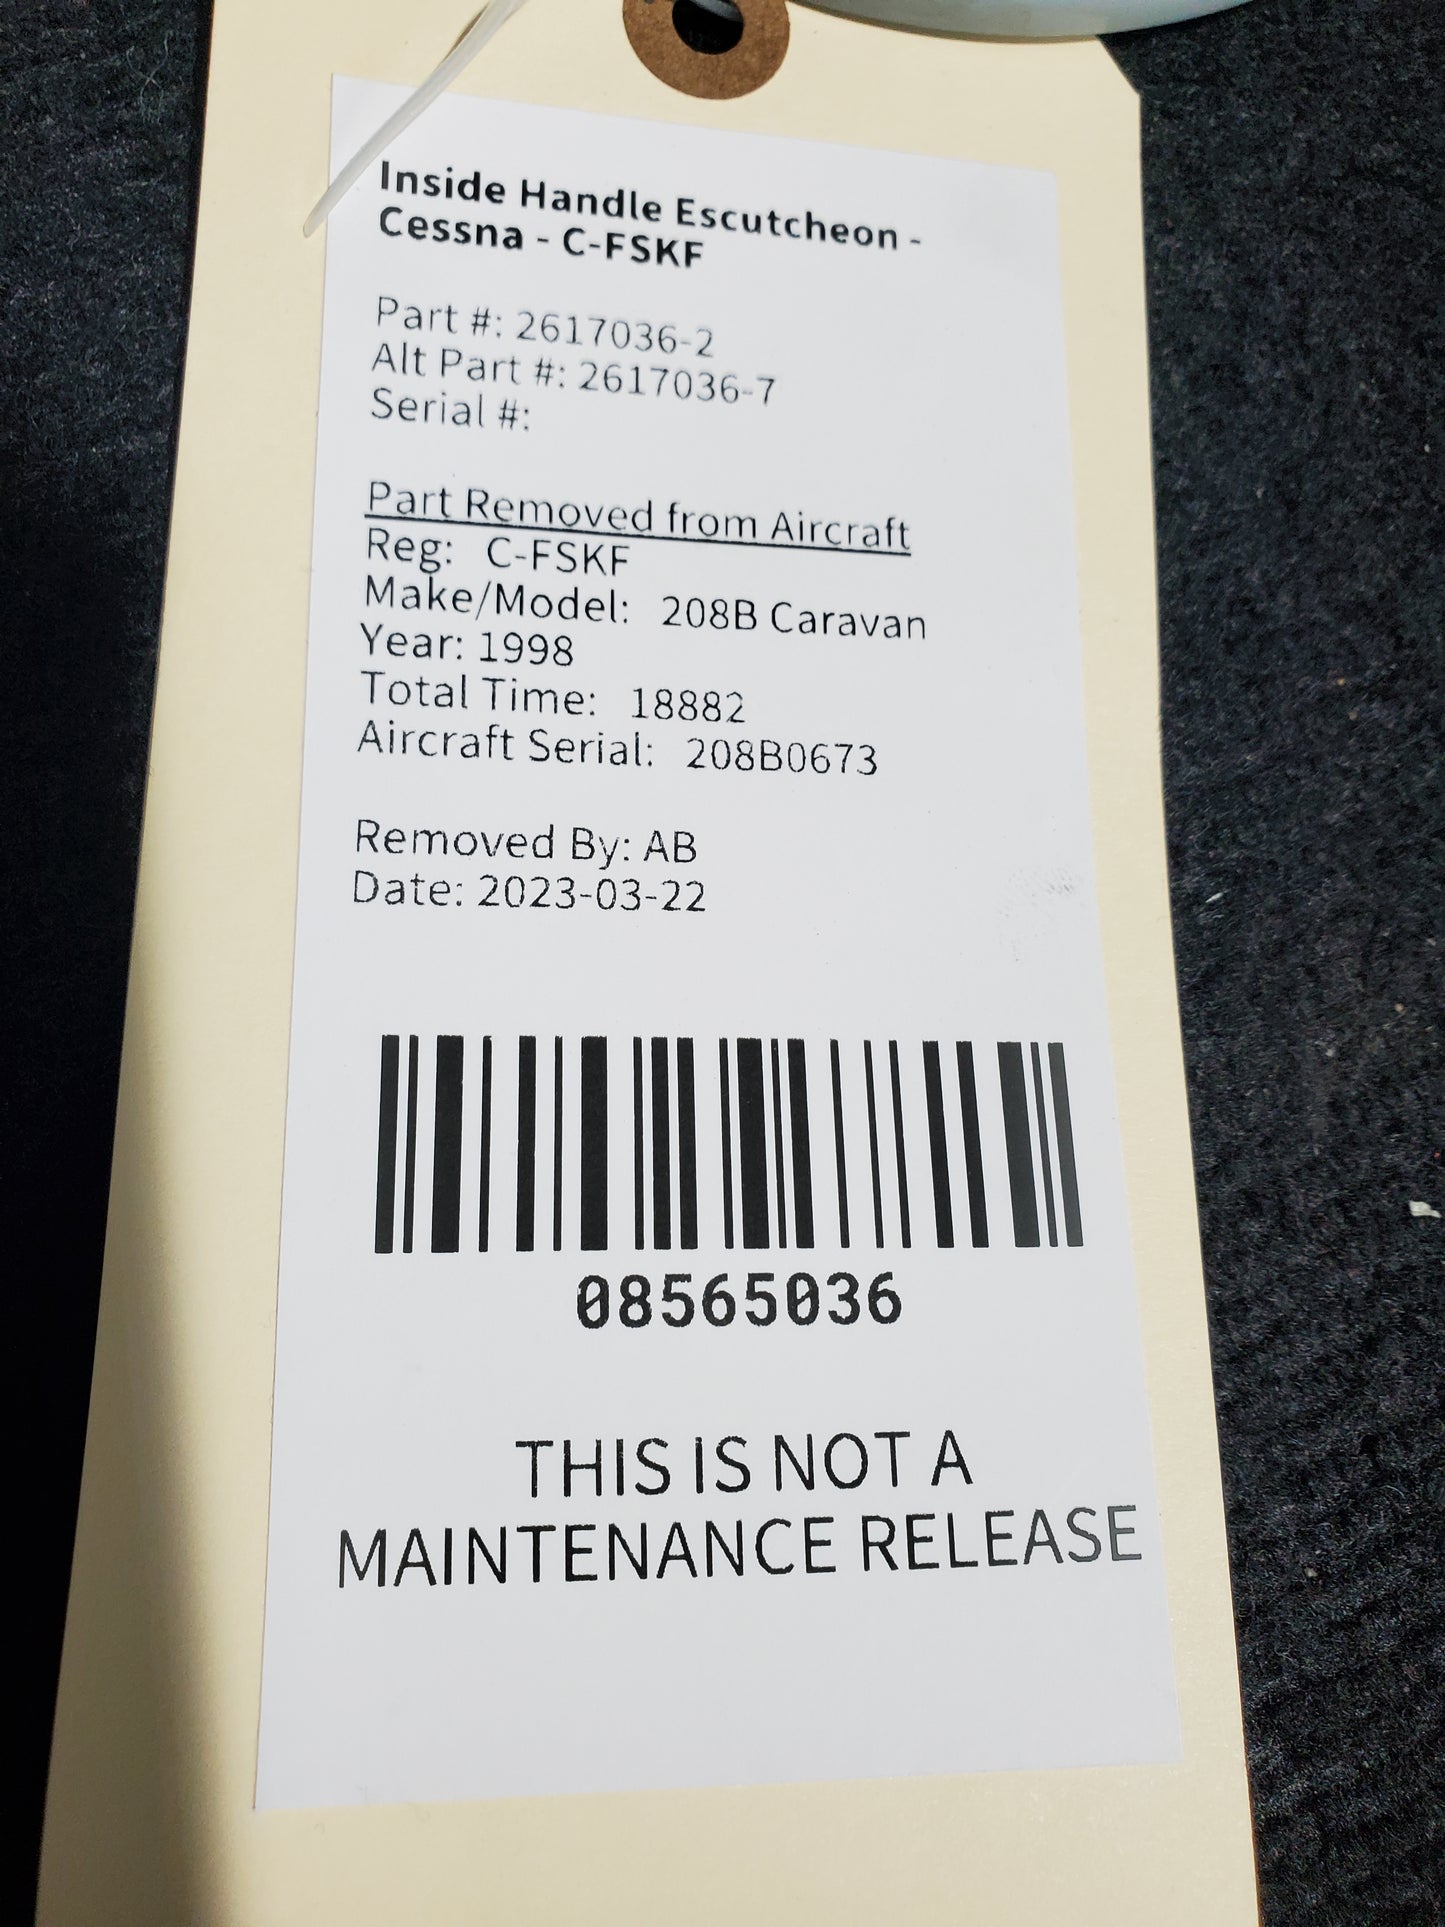 Inside Handle Escutcheon -
Cessna - C-FSKF
Part #: 2617036-2
Alt Part #: 2617036-7
Serial #:
Part Removed from Aircraft
Reg: C-FSKF
Make/Model: 208B Caravan
Year: 1998
Total Time: 18882
Aircraft Serial: 208B0673
Removed By: AB
Date: 2023-03-22
08565036
THIS IS NOT A
MAINTENANCE RELEASE